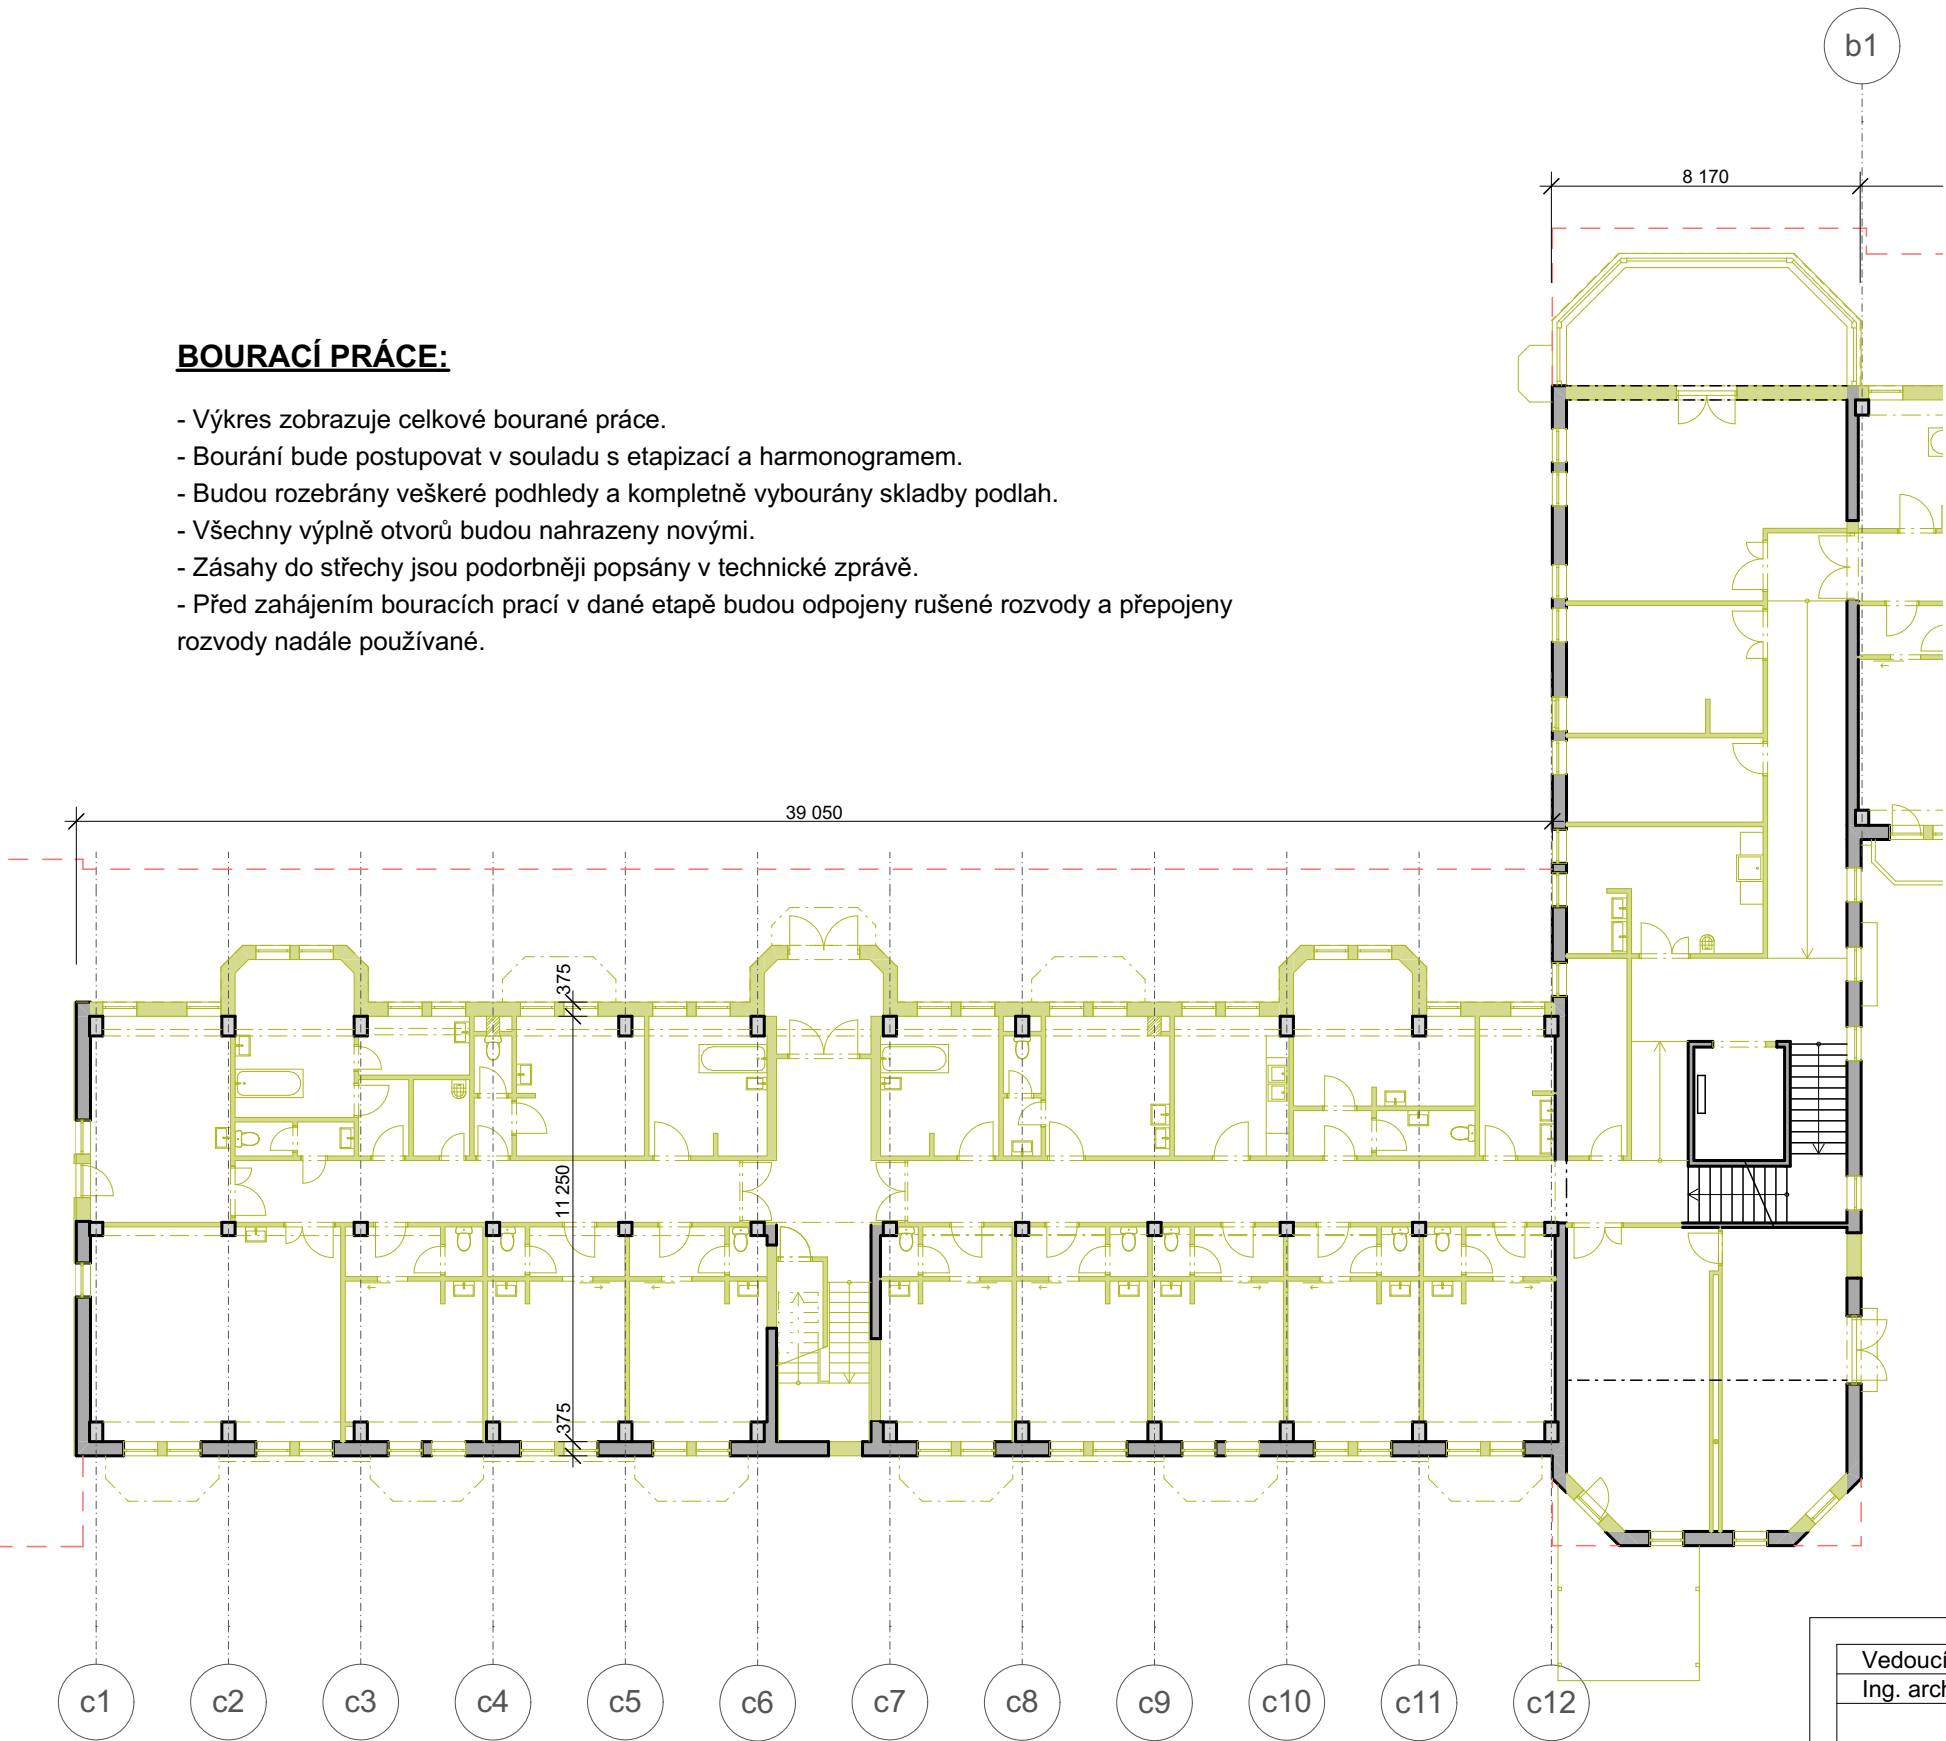 b1
8 170
BOURACÍ PRÁCE:
- Výkres zobrazuje celkové bourané práce.
- Bourání bude postupovat v souladu s etapizací a harmonogramem.
- Budou rozebrány veškeré podhledy a kompletně vybourány skladby podlah.
- Všechny výplně otvorů budou nahrazeny novými.
- Zásahy do střechy jsou podorbněji popsány v technické zprávě.
- Před zahájením bouracích prací v dané etapě budou odpojeny rušené rozvody a přepojeny
rozvody nadále používané.
39 050
375
11 250
375
Vedoucí
Ing. arch
c1 c2 c3 c4 c5 c6 c7 c8 c9 c10 c11 c12